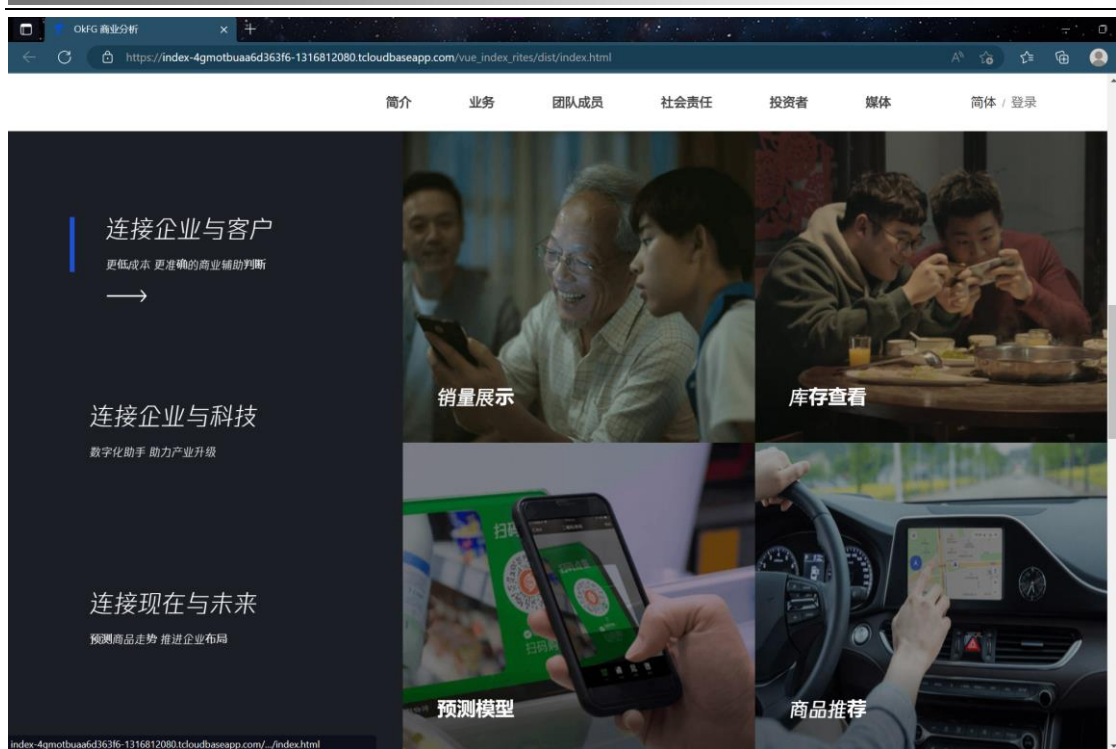 OkFG 商业分析
https://index-4gmotbuaa6d363f6-1316812080.tcloudbaseapp.com/vue_index_rites/dist/index.html
简介 业务 团队成员 社会责任 投资者 媒体 简体 / 登录
连接企业与客户
更低成本 更准确的商业辅助判断
连接企业与科技
数字化助手 助力产业升级
连接现在与未来
预测商品走势 推进企业布局
销量展示
库存查看
扫码
预测模型
商品推荐
index-4gmotbuaa6d363f6-1316812080.tcloudbaseapp.com/.../index.html